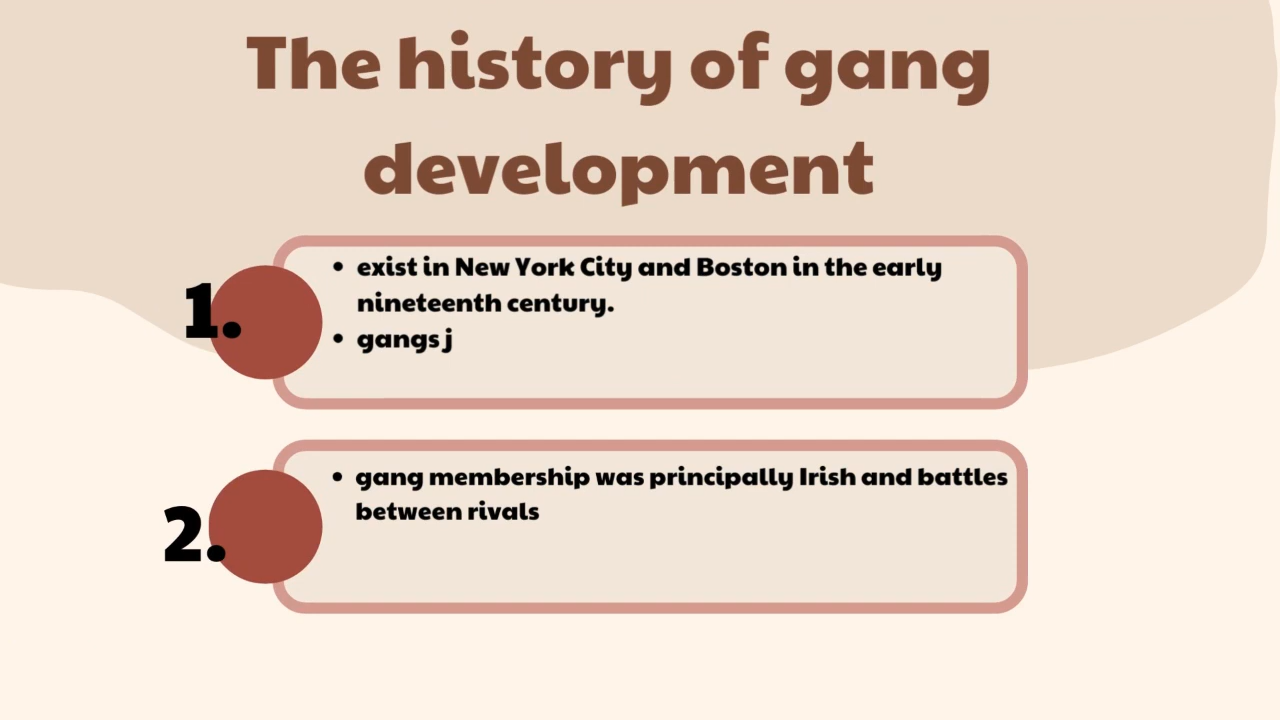 The history of gang
development
1.
• exist in New York City and Boston in the early
nineteenth century.
• gangs j
2.
• gang membership was principally Irish and battles
between rivals